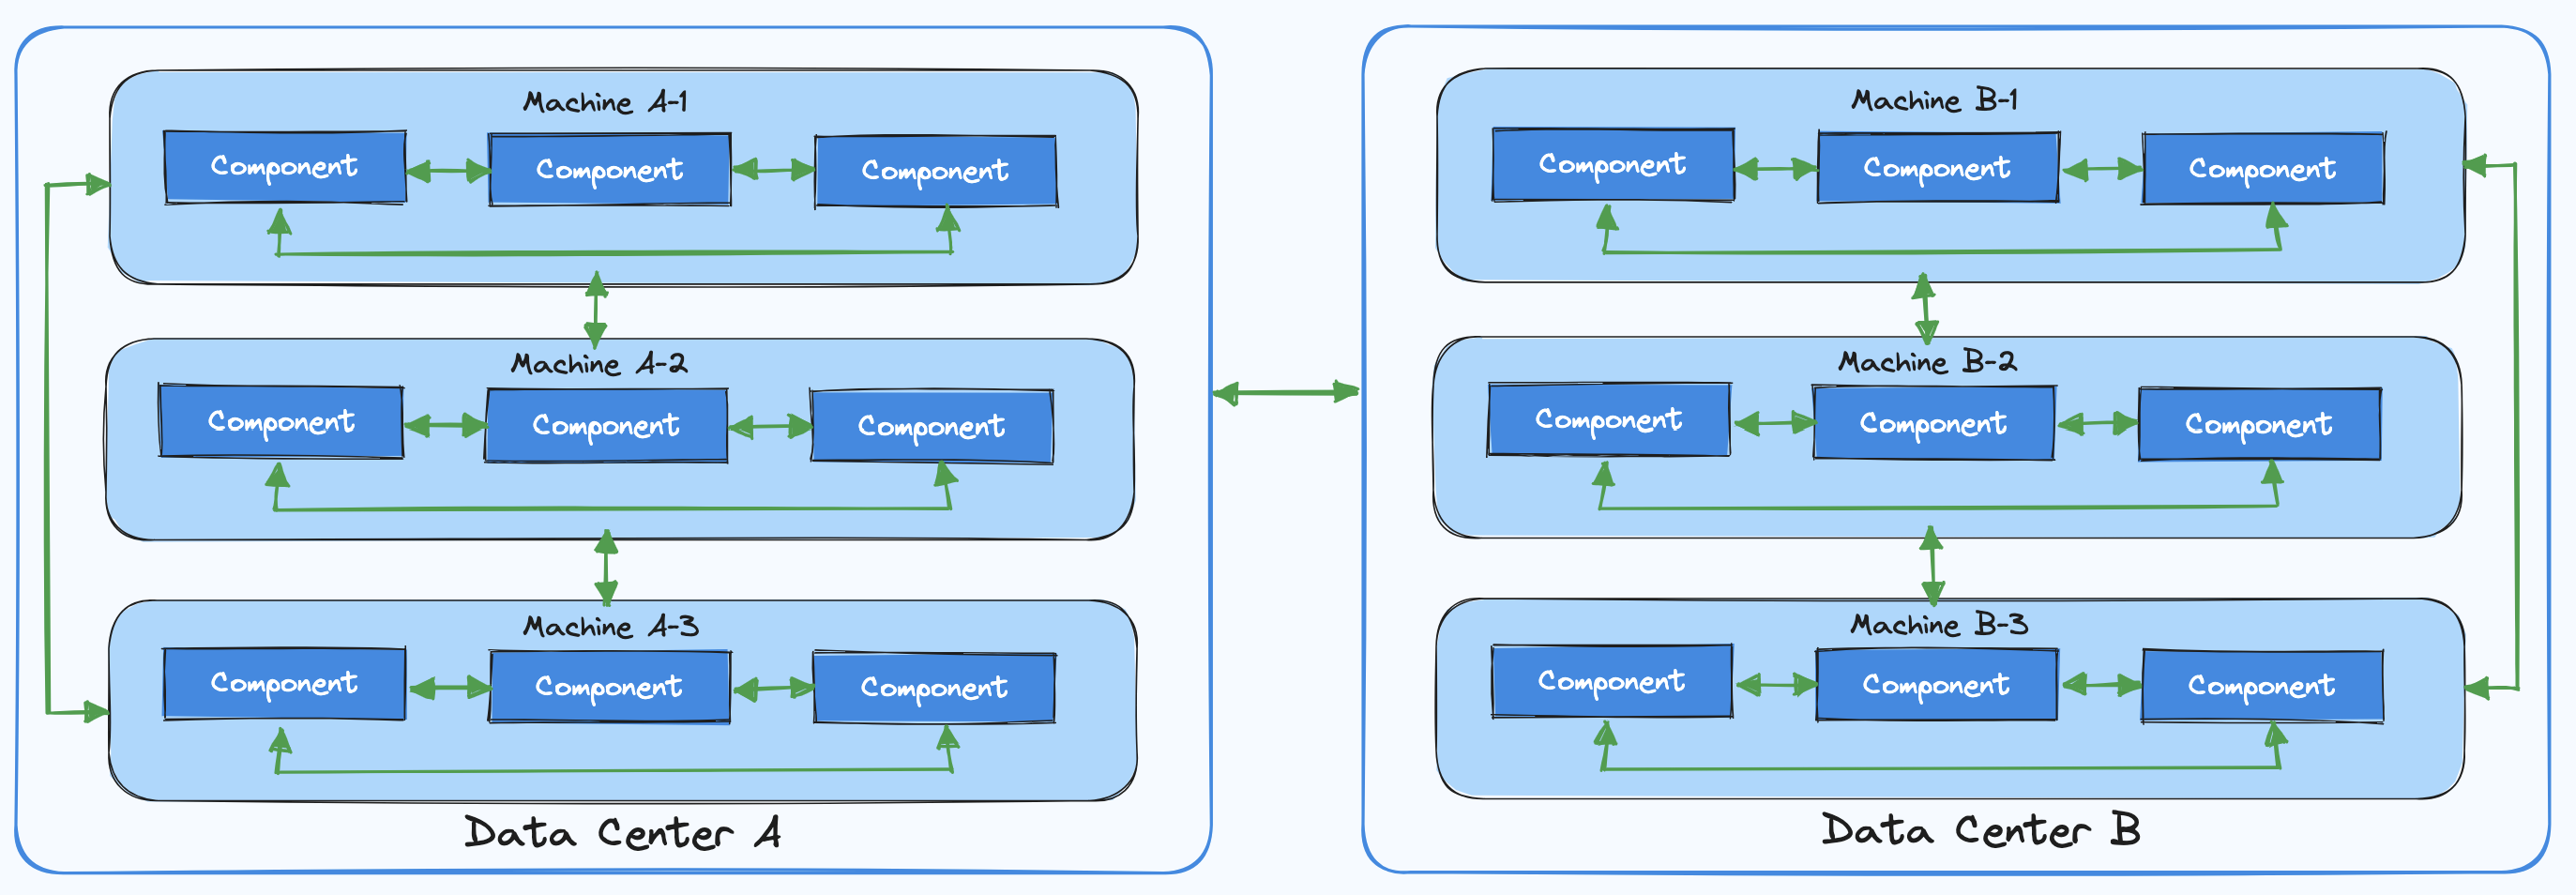 Machine A-1
Component Component Component
Machine A-2
Component Component Component
Machine A-3
Component Component Component
Data Center A
Machine B-1
Component Component Component
Machine B-2
Component Component Component
Machine B-3
Component Component Component
Data Center B